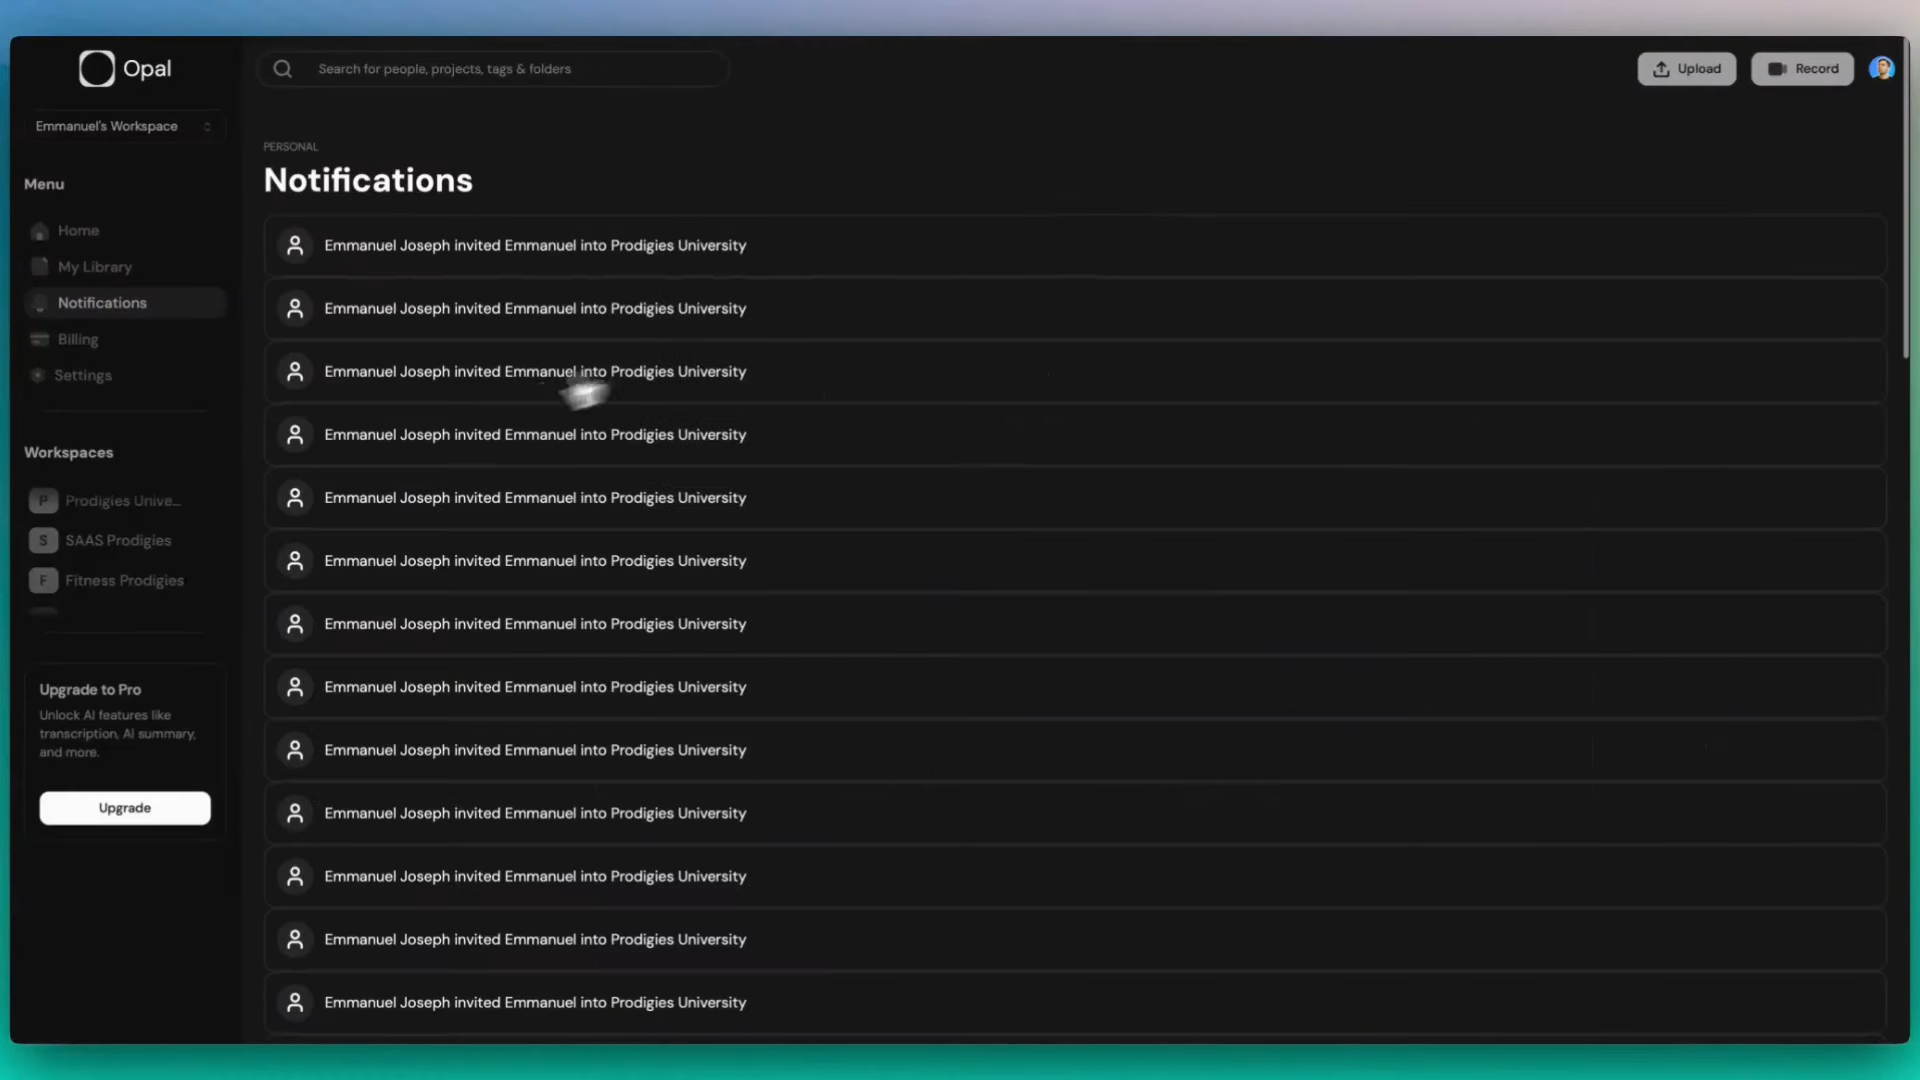 Opal
Search for people, projects, tags & folders
Upload
Record
Emmanuel's Workspace
Menu
Home
My Library
Notifications
Billing
Settings
Workspaces
P Prodigies Unive...
S SAAS Prodigies
F Fitness Prodigies
Upgrade to Pro
Unlock AI features like
transcription, AI summary,
and more.
Upgrade
PERSONAL
Notifications
Emmanuel Joseph invited Emmanuel into Prodigies University
Emmanuel Joseph invited Emmanuel into Prodigies University
Emmanuel Joseph invited Emmanuel into Prodigies University
Emmanuel Joseph invited Emmanuel into Prodigies University
Emmanuel Joseph invited Emmanuel into Prodigies University
Emmanuel Joseph invited Emmanuel into Prodigies University
Emmanuel Joseph invited Emmanuel into Prodigies University
Emmanuel Joseph invited Emmanuel into Prodigies University
Emmanuel Joseph invited Emmanuel into Prodigies University
Emmanuel Joseph invited Emmanuel into Prodigies University
Emmanuel Joseph invited Emmanuel into Prodigies University
Emmanuel Joseph invited Emmanuel into Prodigies University
Emmanuel Joseph invited Emmanuel into Prodigies University